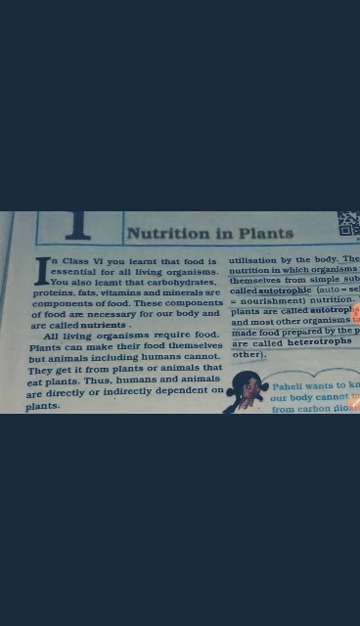 1
Nutrition in Plants
In Class VI you learnt that food is
essential for all living organisms.
You also learnt that carbohydrates,
proteins, fats, vitamins and minerals are
components of food. These components
of food are necessary for our body and
are called nutrients .
All living organisms require food.
Plants can make their food themselves
but animals including humans cannot.
They get it from plants or animals that
eat plants. Thus, humans and animals
are directly or indirectly dependent on
plants.
utilisation by the body. The
nutrition in which organisms
themselves from simple sub
called autotrophic (auto = se
= nourishment) nutrition.
plants are called autotrop
and most other organisms ta
made food prepared by the p
are called heterotrophs
other).
Paheli wants to kn
our body cannot
from carbon diox